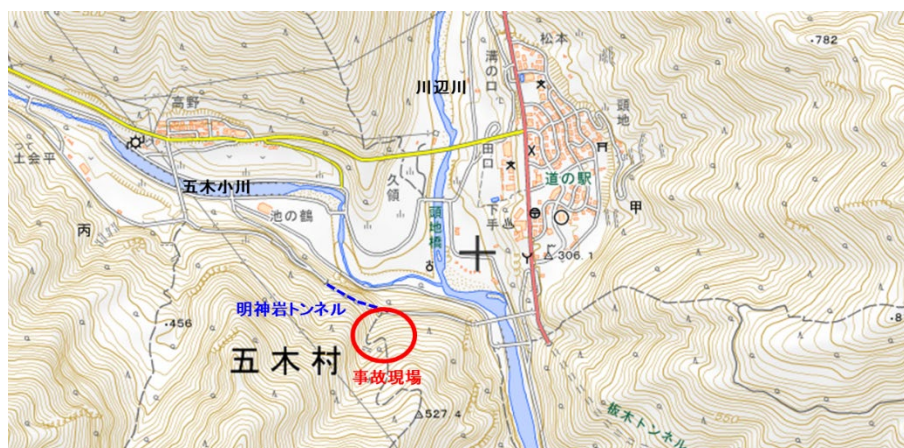 松本
・782
溝の口
頭地
川辺川
高野
田口
道の駅
土会平
五木小川
久領
頭地橋
下手
甲
丙
池の鶴
306.1
明神岩トンネル
・456
五木村
事故現場
527.4
550
板木トンネル